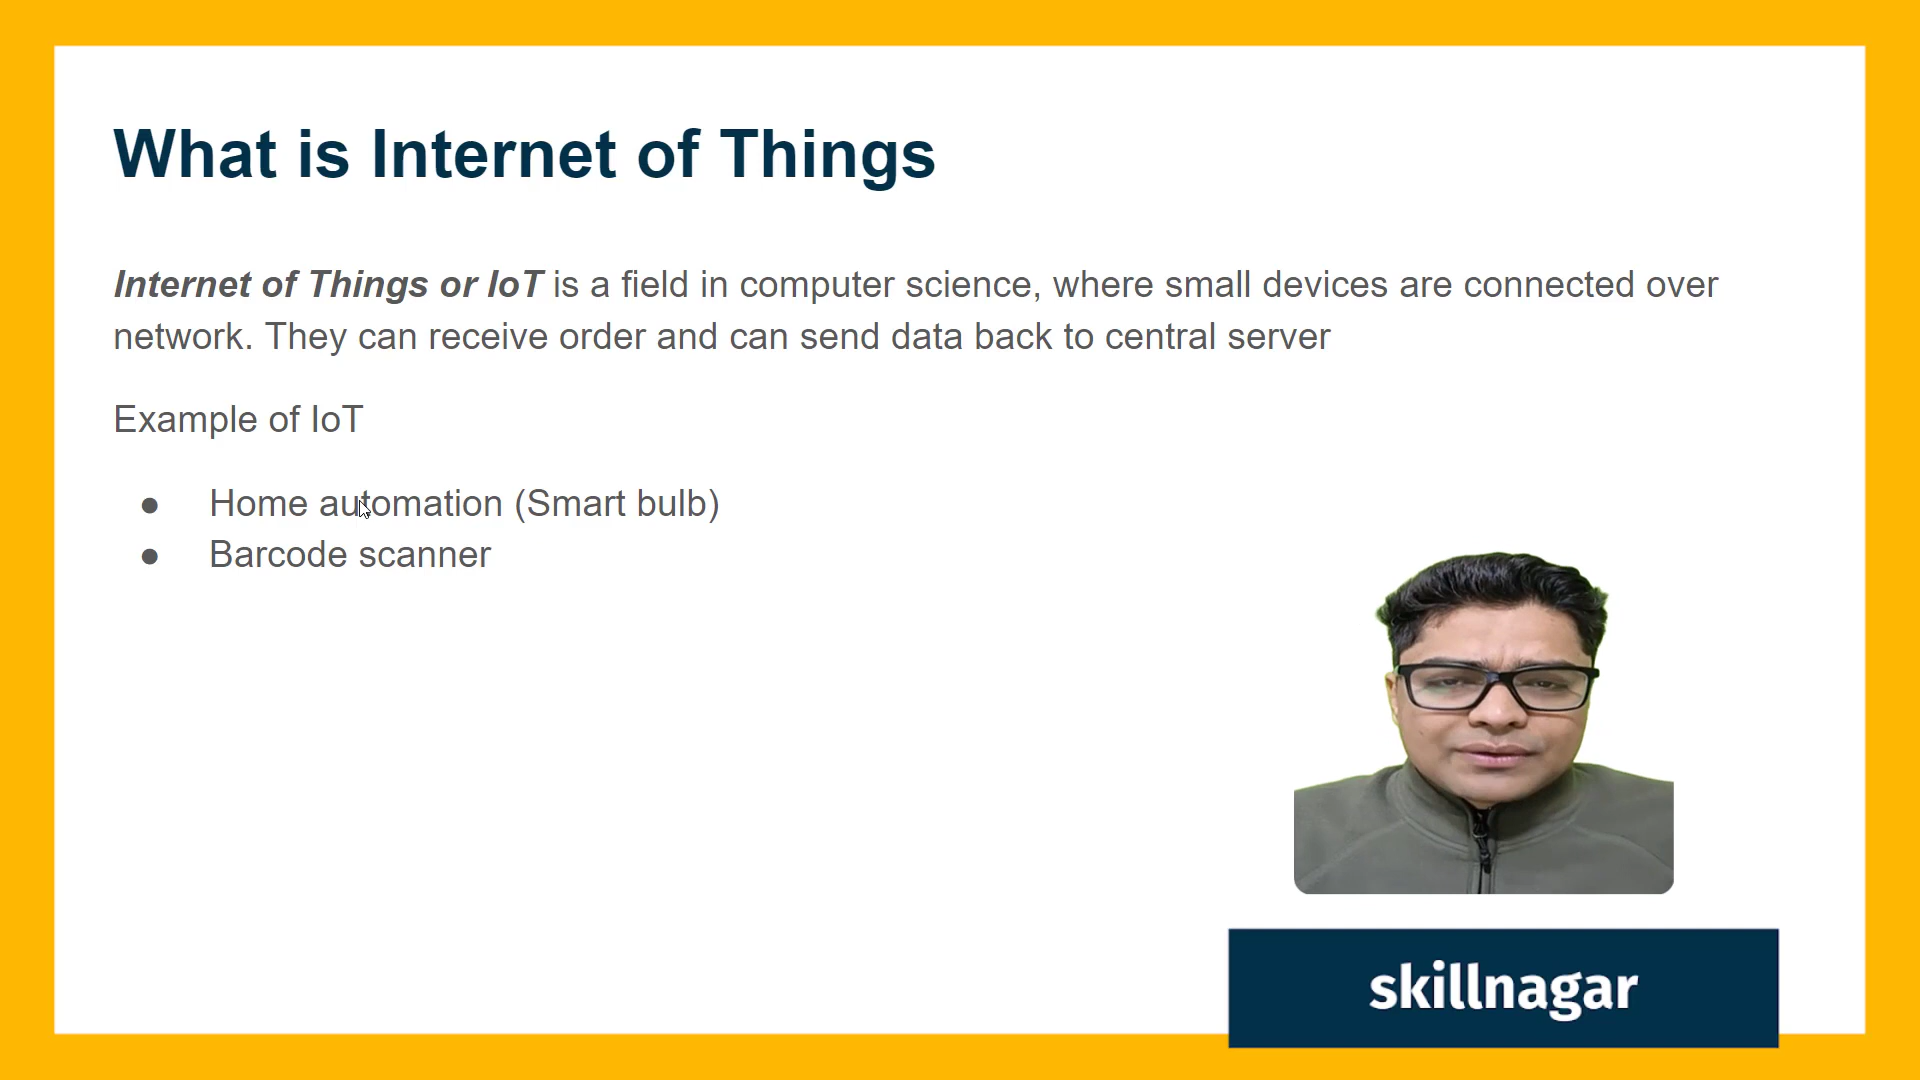 What is Internet of Things
Internet of Things or IoT is a field in computer science, where small devices are connected over
network. They can receive order and can send data back to central server
Example of IoT
● Home automation (Smart bulb)
● Barcode scanner
skillnagar